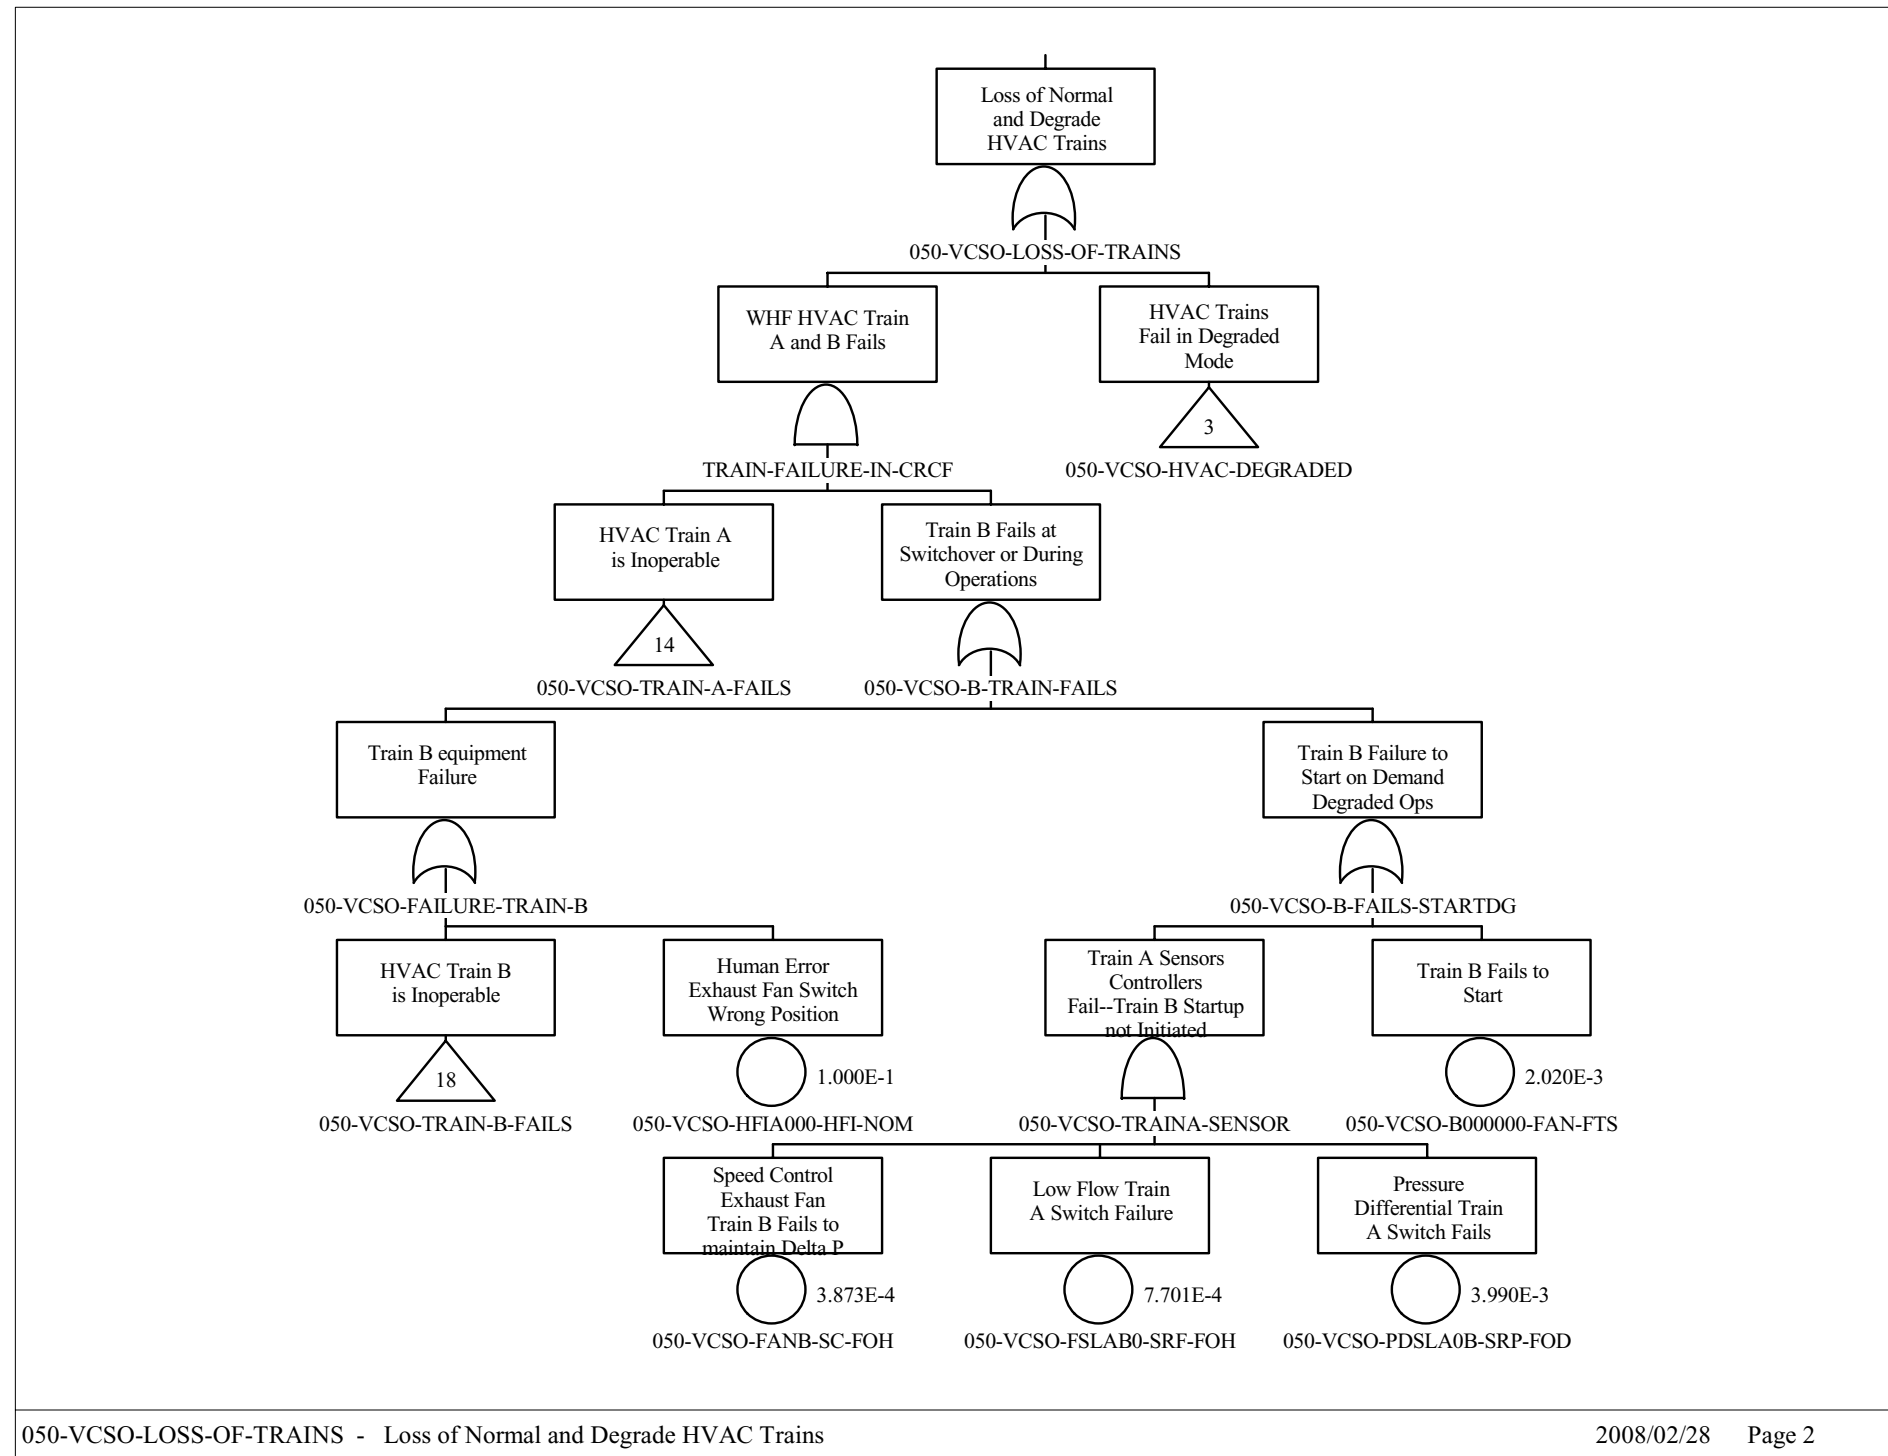 Loss of Normal
and Degrade
HVAC Trains
050-VCSO-LOSS-OF-TRAINS
WHF HVAC Train
A and B Fails
HVAC Trains
Fail in Degraded
Mode
3
TRAIN-FAILURE-IN-CRCF
050-VCSO-HVAC-DEGRADED
HVAC Train A
is Inoperable
Train B Fails at
Switchover or During
Operations
14
050-VCSO-TRAIN-A-FAILS
050-VCSO-B-TRAIN-FAILS
Train B equipment
Failure
Train B Failure to
Start on Demand
Degraded Ops
050-VCSO-FAILURE-TRAIN-B
050-VCSO-B-FAILS-STARTDG
HVAC Train B
is Inoperable
Human Error
Exhaust Fan Switch
Wrong Position
Train A Sensors
Controllers
Fail--Train B Startup
not Initiated
Train B Fails to
Start
18
1.000E-1
2.020E-3
050-VCSO-TRAIN-B-FAILS
050-VCSO-HFIA000-HFI-NOM
050-VCSO-TRAINA-SENSOR
050-VCSO-B000000-FAN-FTS
Speed Control
Exhaust Fan
Train B Fails to
maintain Delta P
Low Flow Train
A Switch Failure
Pressure
Differential Train
A Switch Fails
3.873E-4
7.701E-4
3.990E-3
050-VCSO-FANB-SC-FOH
050-VCSO-FSLAB0-SRF-FOH
050-VCSO-PDSLA0B-SRP-FOD
050-VCSO-LOSS-OF-TRAINS - Loss of Normal and Degrade HVAC Trains
2008/02/28 Page 2